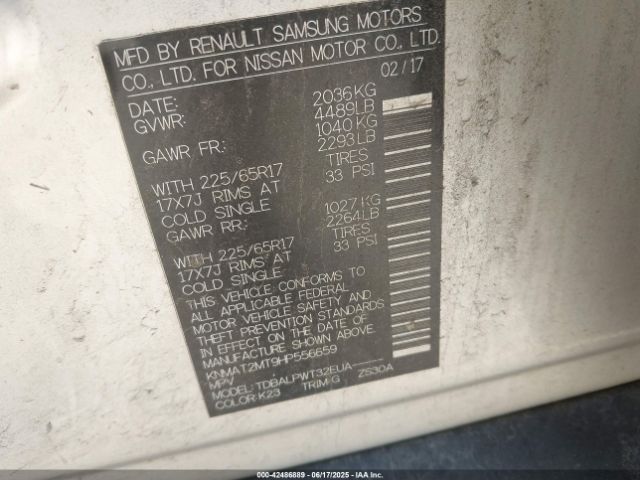 MFD BY RENAULT SAMSUNG MOTORS
CO., LTD. FOR NISSAN MOTOR CO., LTD.
DATE: 02/17
GVWR: 2036KG
4489LB
GAWR FR: 1040KG
2293LB
WITH 225/65R17 TIRES
17X7J RIMS AT 33 PSI
COLD SINGLE
GAWR RR: 1027KG
2264LB
WITH 225/65R17 TIRES
17X7J RIMS AT 33 PSI
COLD SINGLE
THIS VEHICLE CONFORMS TO
ALL APPLICABLE FEDERAL
MOTOR VEHICLE SAFETY AND
THEFT PREVENTION STANDARDS
IN EFFECT ON THE DATE OF
MANUFACTURE SHOWN ABOVE.
KNMAT2MT9HP556659
MPV
MODEL: TDBALPWT32EUA
COLOR: K23 TRIM: G ZS30A
000-42486889 - 06/17/2025 - IAA, Inc.